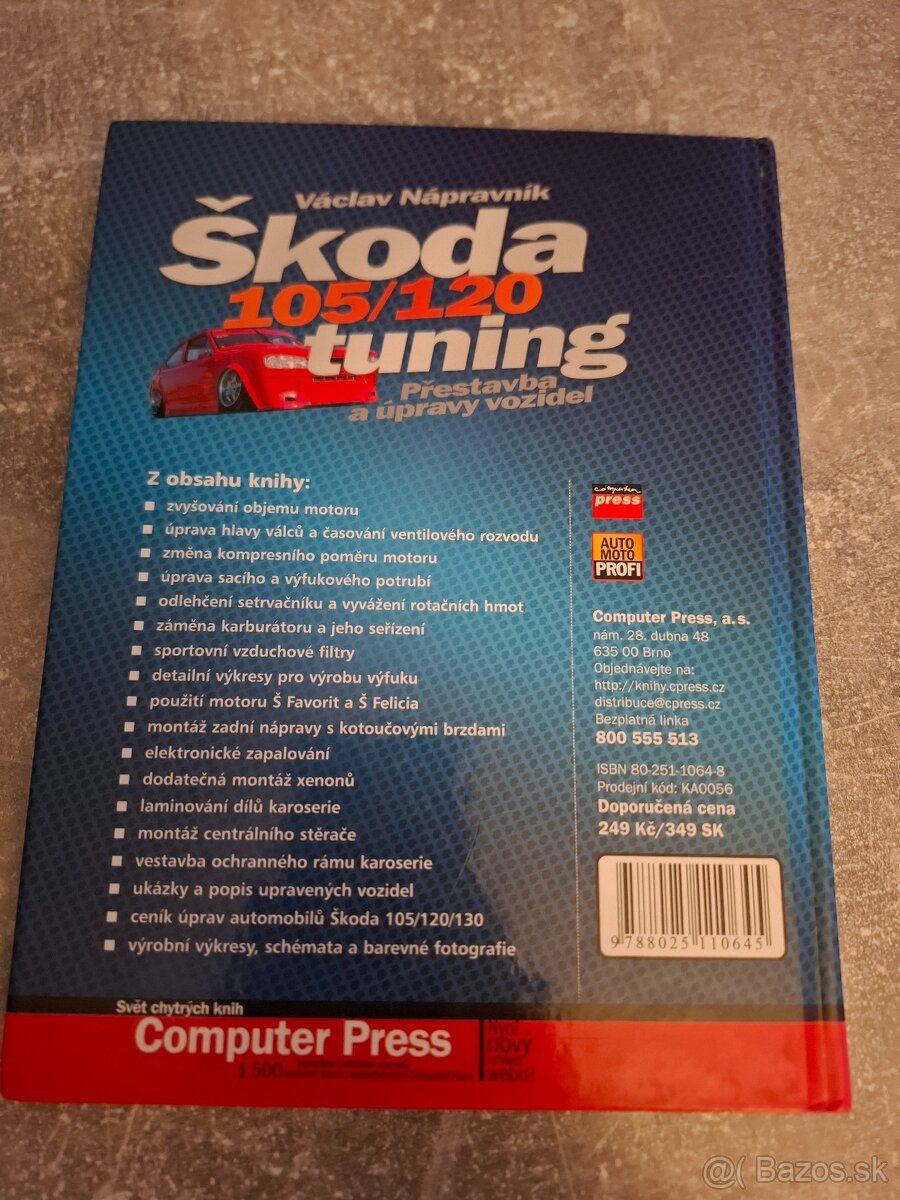 Václav Nápravník
Škoda
105/120
tuning
Přestavba
a úpravy vozidel
Z obsahu knihy:
zvyšování objemu motoru
úprava hlavy válců a časování ventilového rozvodu
změna kompresního poměru motoru
úprava sacího a výfukového potrubí
odlehčení setrvačníku a vyvážení rotačních hmot
záměna karburátoru a jeho seřízení
sportovní vzduchové filtry
detailní výkresy pro výrobu výfuku
použití motoru Š Favorit a Š Felicia
montáž zadní nápravy s kotoučovými brzdami
elektronické zapalování
dodatečná montáž xenonů
laminování dílů karoserie
montáž centrálního stěrače
vestavba ochranného rámu karoserie
ukázky a popis upravených vozidel
ceník úprav automobilů Škoda 105/120/130
výrobní výkresy, schémata a barevné fotografie
computer
press
AUTO
MOTO
PROFI
Computer Press, a.s.
nám. 28. dubna 48
635 00 Brno
Objednávejte na:
http://knihy.cpress.cz
distribuce@cpress.cz
Bezplatná linka
800 555 513
ISBN 80-251-1064-8
Prodejní kód: KA0056
Doporučená cena
249 Kč/349 SK
9 788025 110645
Svět chytrých knih
Computer Press
1 500
Nyní
nový
webu!
@( Bazos.sk